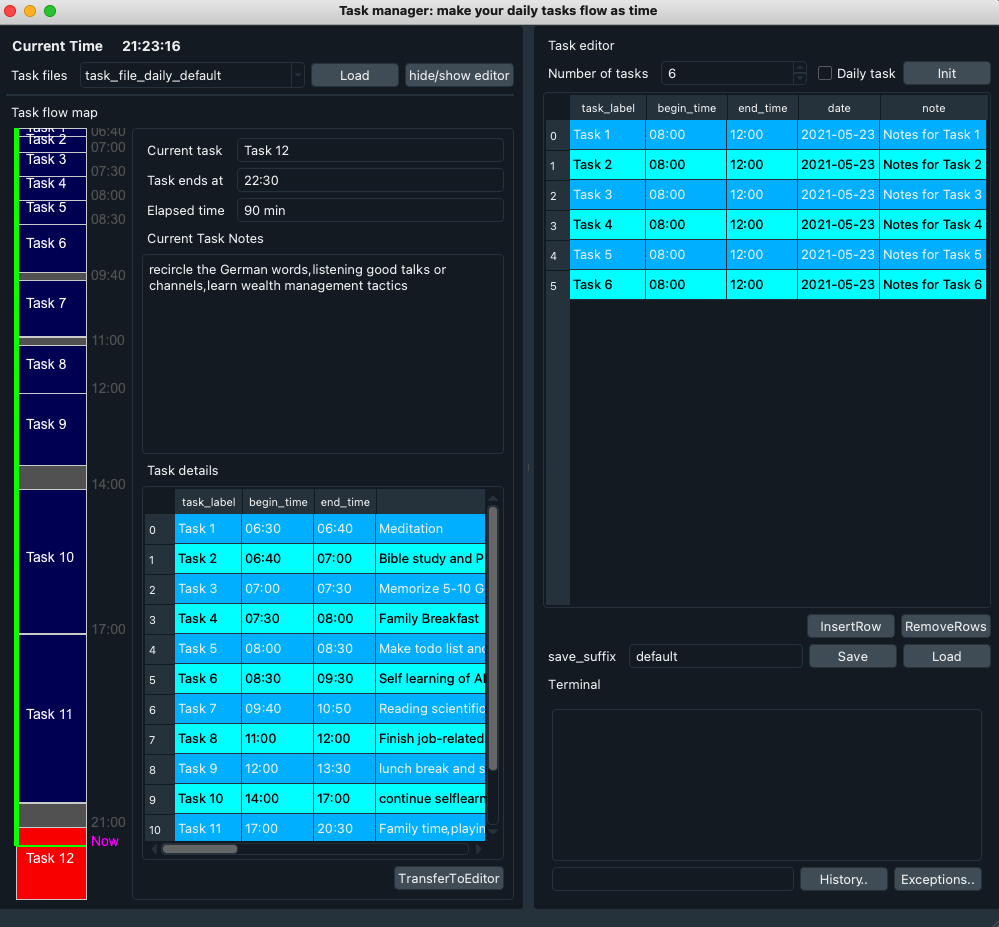 Task manager: make your daily tasks flow as time
Current Time 21:23:16
Task files task_file_daily_default Load hide/show editor
Task flow map
Task 1 06:40
Task 2 07:00
Task 3 07:30
Task 4 08:00
Task 5 08:30
Task 6
09:40
Task 7
11:00
Task 8
12:00
Task 9
14:00
Task 10
17:00
Task 11
21:00
Now
Task 12
Current task Task 12
Task ends at 22:30
Elapsed time 90 min
Current Task Notes
recircle the German words,listening good talks or
channels,learn wealth management tactics
Task details
task_label begin_time end_time
0 Task 1 06:30 06:40 Meditation
1 Task 2 06:40 07:00 Bible study and P
2 Task 3 07:00 07:30 Memorize 5-10 G
3 Task 4 07:30 08:00 Family Breakfast
4 Task 5 08:00 08:30 Make todo list and
5 Task 6 08:30 09:30 Self learning of AI
6 Task 7 09:40 10:50 Reading scientific
7 Task 8 11:00 12:00 Finish job-related
8 Task 9 12:00 13:30 lunch break and s
9 Task 10 14:00 17:00 continue selflearn
10 Task 11 17:00 20:30 Family time,playin
TransferToEditor
Task editor
Number of tasks 6 Daily task Init
task_label begin_time end_time date note
0 Task 1 08:00 12:00 2021-05-23 Notes for Task 1
1 Task 2 08:00 12:00 2021-05-23 Notes for Task 2
2 Task 3 08:00 12:00 2021-05-23 Notes for Task 3
3 Task 4 08:00 12:00 2021-05-23 Notes for Task 4
4 Task 5 08:00 12:00 2021-05-23 Notes for Task 5
5 Task 6 08:00 12:00 2021-05-23 Notes for Task 6
InsertRow RemoveRows
save_suffix default Save Load
Terminal
History.. Exceptions..